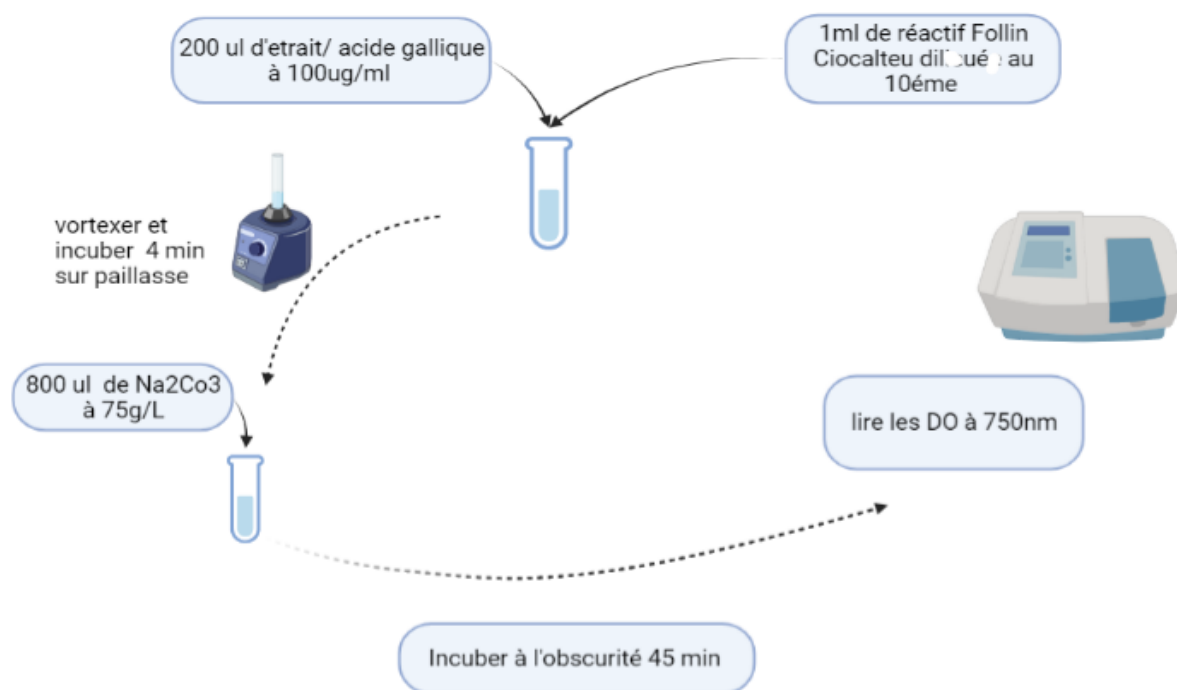 200 ul d'etrait/ acide gallique
à 100ug/ml
1ml de réactif Follin
Ciocalteu au
10éme
vortexer et
incuber 4 min
sur paillasse
800 ul de Na2Co3
à 75g/L
lire les DO à 750nm
Incuber à l'obscurité 45 min